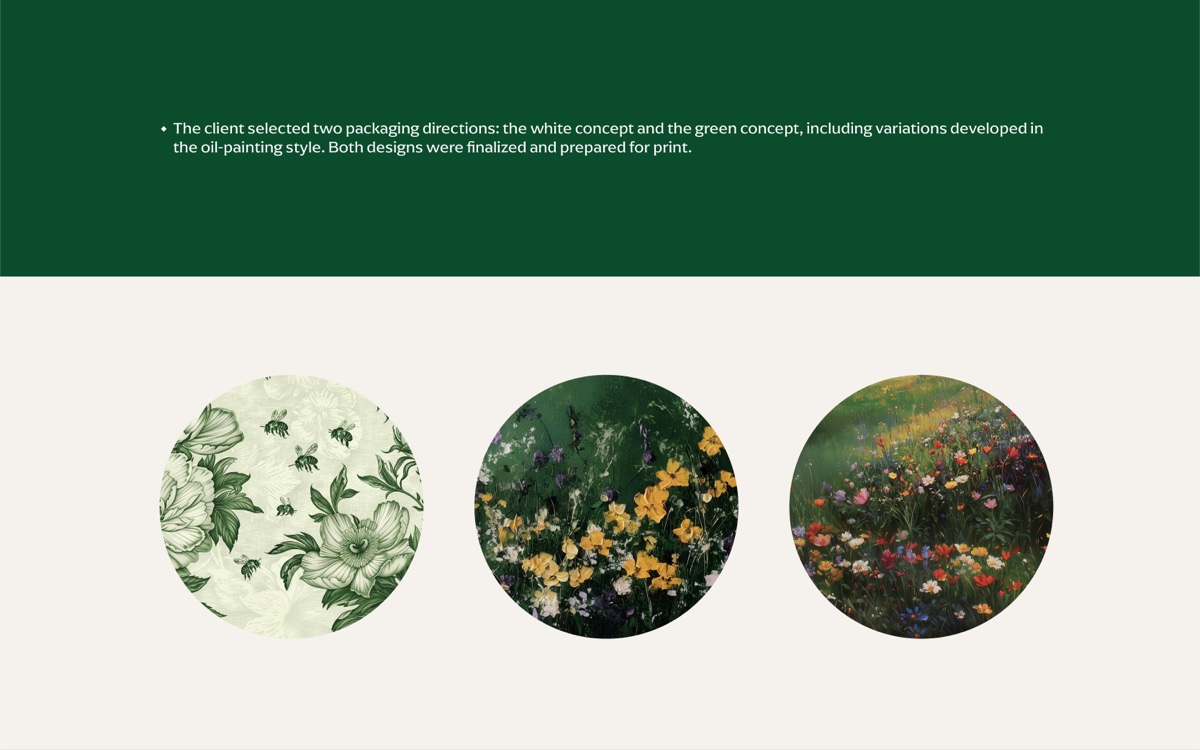 The client selected two packaging directions: the white concept and the green concept, including variations developed in
the oil-painting style. Both designs were finalized and prepared for print.